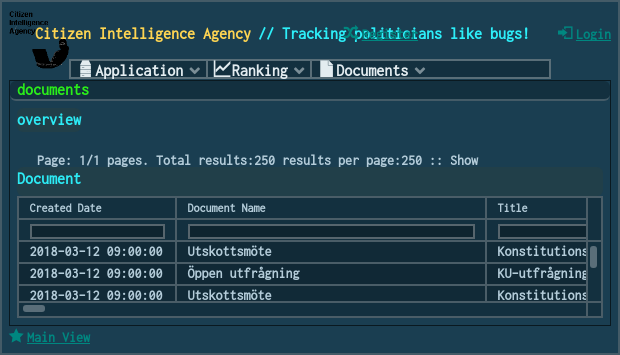 Citizen
Intelligence
Agency
Citizen Intelligence Agency // Tracking politicians like bugs!
Register
Login
Application
Ranking
Documents
documents
overview
Page: 1/1 pages. Total results:250 results per page:250 :: Show
Document
Created Date Document Name Title
2018-03-12 09:00:00 Utskottsmöte Konstitutions
2018-03-12 09:00:00 Öppen utfrågning KU-utfrågning
2018-03-12 09:00:00 Utskottsmöte Konstitutions
Main View